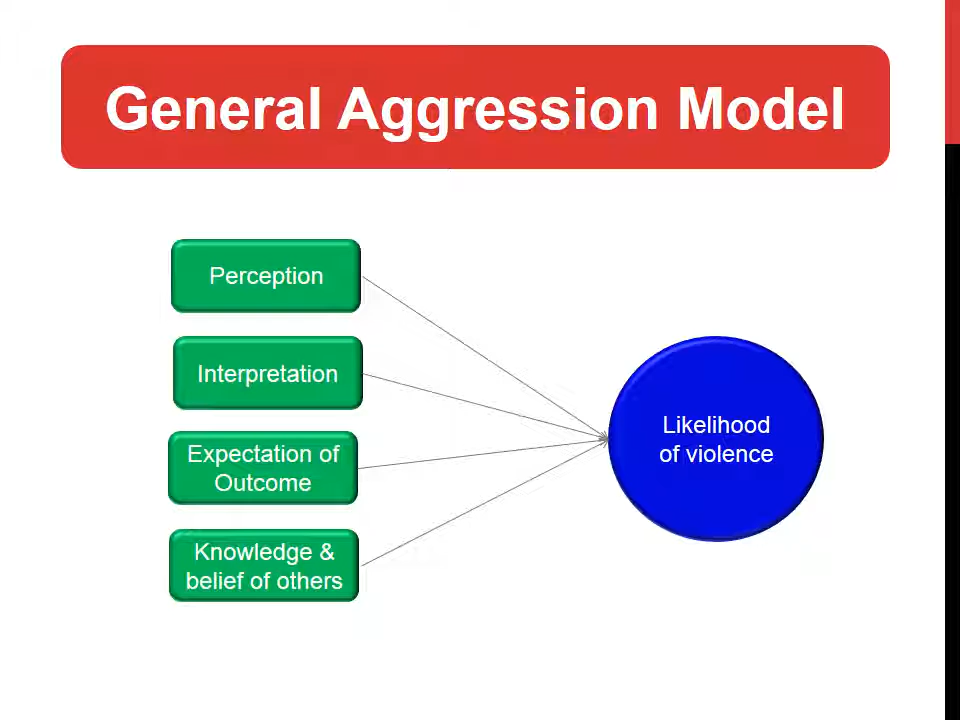 General Aggression Model
Perception
Interpretation
Expectation of
Outcome
Knowledge &
belief of others
Likelihood
of violence